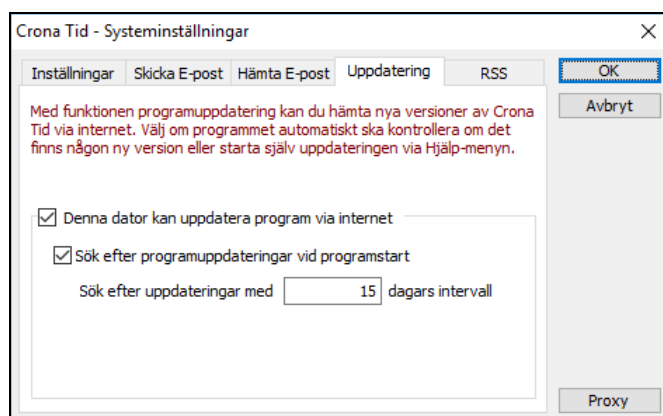 Crona Tid - Systeminställningar
Inställningar Skicka E-post Hämta E-post Uppdatering RSS
OK
Avbryt
Med funktionen programuppdatering kan du hämta nya versioner av Crona
Tid via internet. Välj om programmet automatiskt ska kontrollera om det
finns någon ny version eller starta själv uppdateringen via Hjälp-menyn.
Denna dator kan uppdatera program via internet
Sök efter programuppdateringar vid programstart
Sök efter uppdateringar med 15 dagars intervall
Proxy